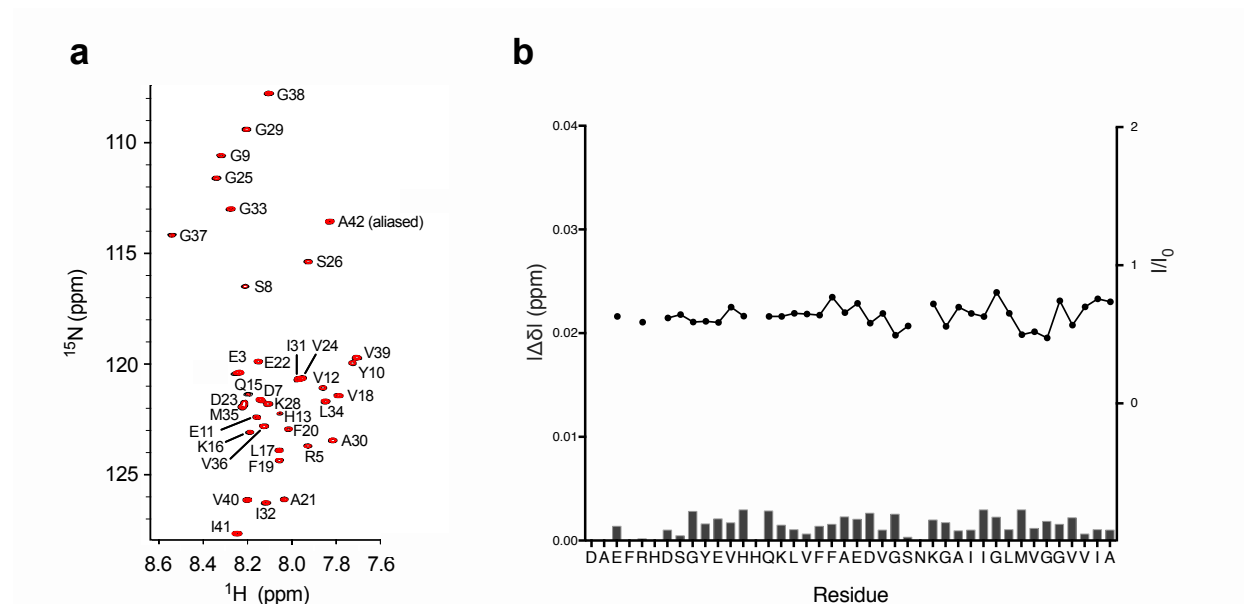 a
b
G38
G29
G9
G25
G33
A42 (aliased)
G37
S26
S8
I31 V24
E3
E22
V39
Y10
Q15
D7
V12
V18
D23
K28
L34
M35
H13
E11
F20
A30
K16
L17
R5
V36
F19
V40
A21
I32
I41
110
115
120
125
15N (ppm)
8.6 8.4 8.2 8.0 7.8 7.6
1H (ppm)
0.04
0.03
0.02
0.01
0.00
IΔδI (ppm)
2
1
0
I/I0
DAEFRHDSGYEVHHQKLVFFAEDVGSNKGAIIGLMVGGVVIA
Residue